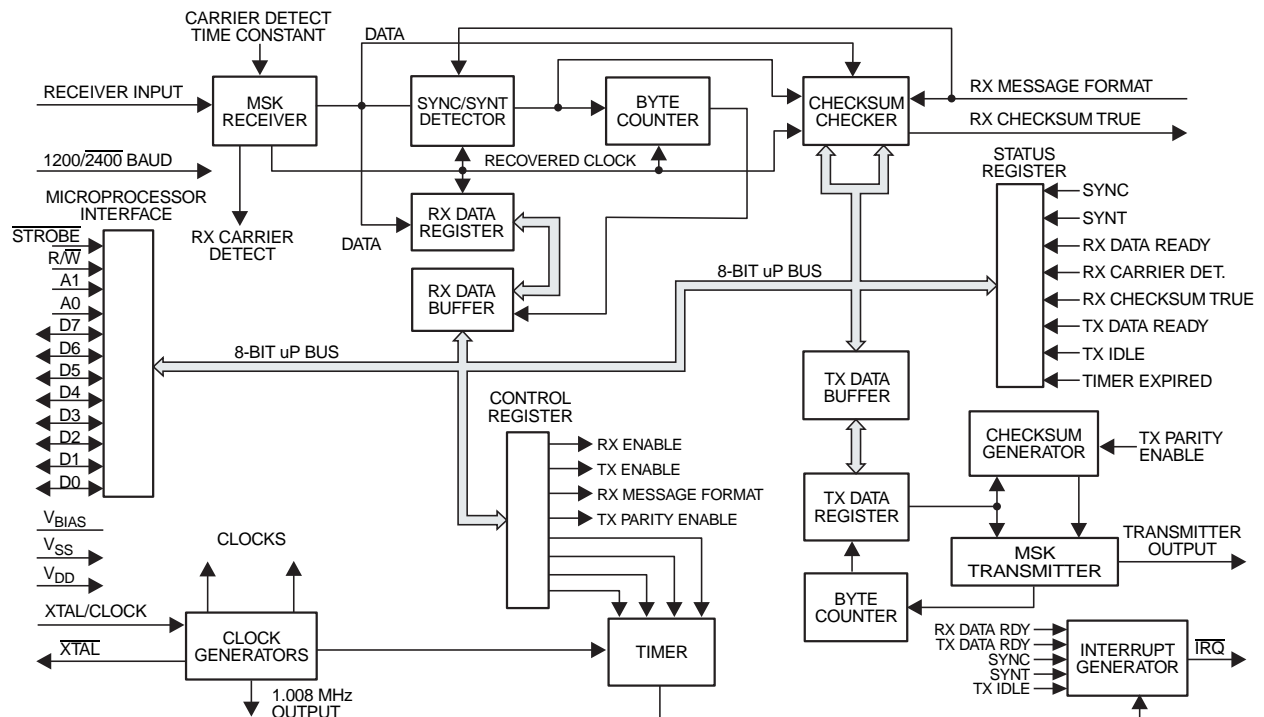 CARRIER DETECT
TIME CONSTANT
DATA
RECEIVER INPUT
MSK
RECEIVER
SYNC/SYNT
DETECTOR
BYTE
COUNTER
CHECKSUM
CHECKER
RX MESSAGE FORMAT
RX CHECKSUM TRUE
1200/2400 BAUD
RECOVERED CLOCK
STATUS
REGISTER
MICROPROCESSOR
INTERFACE
RX CARRIER
DETECT
DATA
RX DATA
REGISTER
RX DATA
BUFFER
8-BIT uP BUS
8-BIT uP BUS
SYNC
SYNT
RX DATA READY
RX CARRIER DET.
RX CHECKSUM TRUE
TX DATA READY
TX IDLE
TIMER EXPIRED
STROBE
R/W
A1
A0
D7
D6
D5
D4
D3
D2
D1
D0
CONTROL
REGISTER
RX ENABLE
TX ENABLE
RX MESSAGE FORMAT
TX PARITY ENABLE
TX DATA
BUFFER
CHECKSUM
GENERATOR
TX PARITY
ENABLE
TX DATA
REGISTER
MSK
TRANSMITTER
TRANSMITTER
OUTPUT
BYTE
COUNTER
VBIAS
VSS
VDD
CLOCKS
XTAL/CLOCK
XTAL
CLOCK
GENERATORS
1.008 MHz
OUTPUT
TIMER
RX DATA RDY
TX DATA RDY
SYNC
SYNT
TX IDLE
INTERRUPT
GENERATOR
IRQ